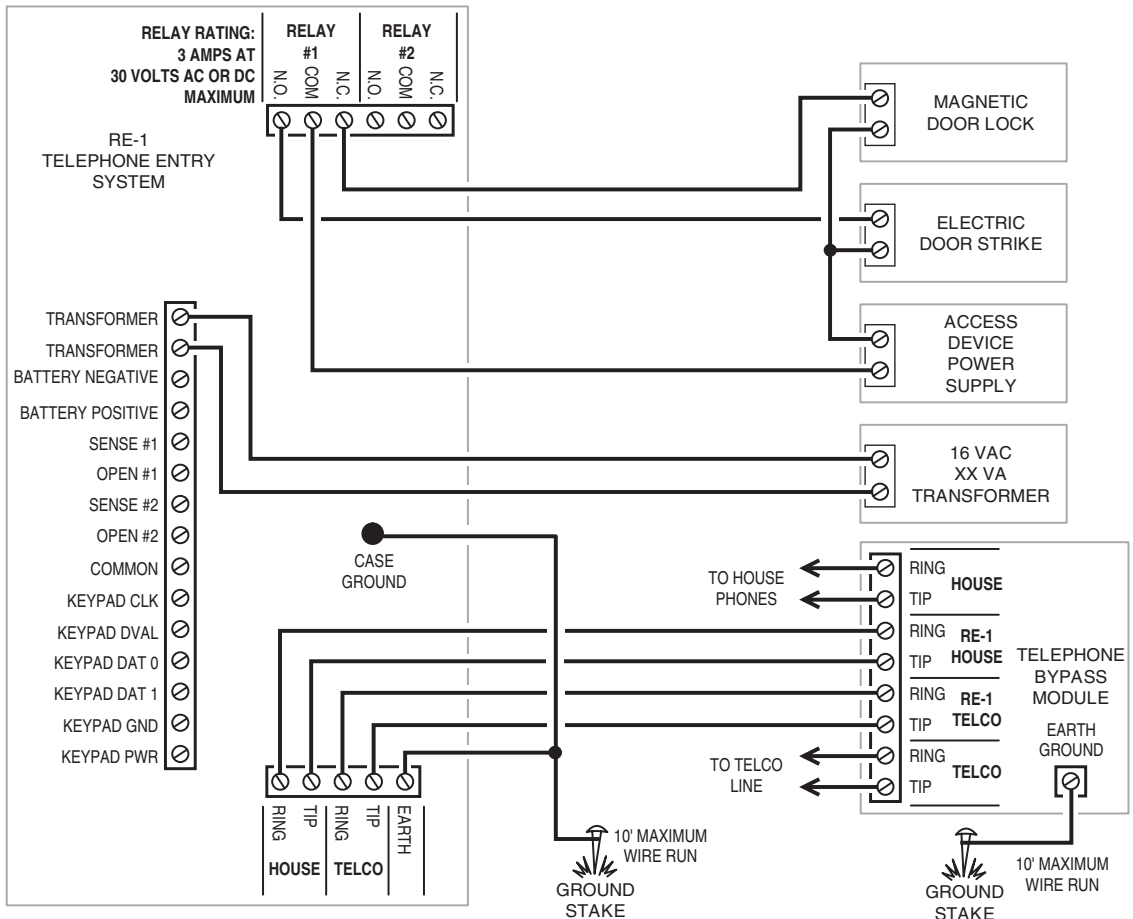 RELAY RATING:
3 AMPS AT
30 VOLTS AC OR DC
MAXIMUM
RELAY
#1
RELAY
#2
N.O.
COM
N.C.
N.O.
COM
N.C.
RE-1
TELEPHONE ENTRY
SYSTEM
MAGNETIC
DOOR LOCK
ELECTRIC
DOOR STRIKE
ACCESS
DEVICE
POWER
SUPPLY
16 VAC
XX VA
TRANSFORMER
TRANSFORMER
TRANSFORMER
BATTERY NEGATIVE
BATTERY POSITIVE
SENSE #1
OPEN #1
SENSE #2
OPEN #2
COMMON
KEYPAD CLK
KEYPAD DVAL
KEYPAD DAT 0
KEYPAD DAT 1
KEYPAD GND
KEYPAD PWR
CASE
GROUND
TO HOUSE
PHONES
TO TELCO
LINE
RING
TIP
HOUSE
RING
TIP
RE-1
HOUSE
RING
TIP
RE-1
TELCO
RING
TIP
TELCO
TELEPHONE
BYPASS
MODULE
EARTH
GROUND
RING
TIP
RING
TIP
EARTH
HOUSE
TELCO
10' MAXIMUM
WIRE RUN
GROUND
STAKE
10' MAXIMUM
WIRE RUN
GROUND
STAKE